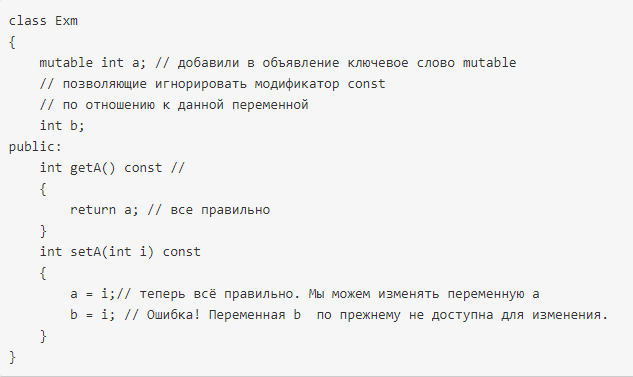 class Exm
{
    mutable int a; // добавили в объявление ключевое слово mutable
    // позволяющие игнорировать модификатор const
    // по отношению к данной переменной
    int b;
public:
    int getA() const //
    {
        return a; // все правильно
    }
    int setA(int i) const
    {
        a = i;// теперь всё правильно. Мы можем изменять переменную a
        b = i; // Ошибка! Переменная b  по прежнему не доступна для изменения.
    }
}